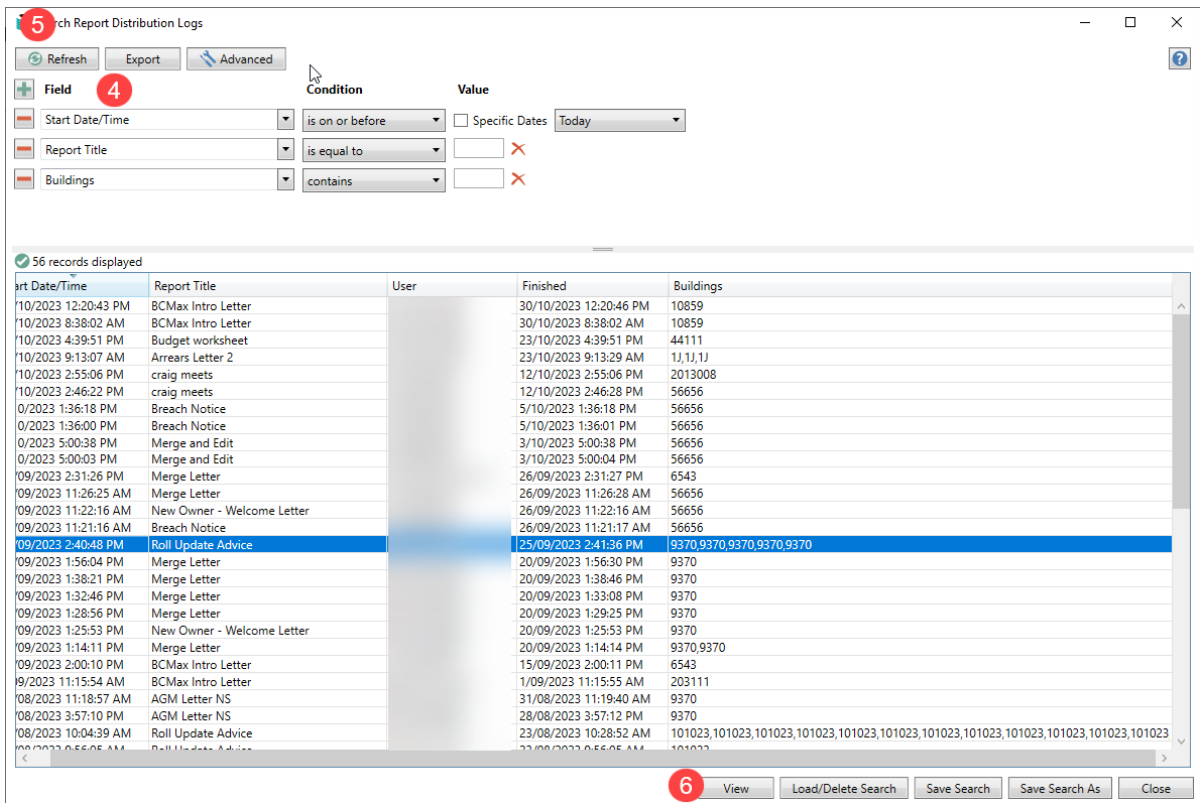 5 rch Report Distribution Logs
Refresh Export Advanced
Field 4 Condition Value
Start Date/Time is on or before Specific Dates Today
Report Title is equal to
Buildings contains
56 records displayed
art Date/Time Report Title User Finished Buildings
/10/2023 12:20:43 PM BCMax Intro Letter 30/10/2023 12:20:46 PM 10859
/10/2023 8:38:02 AM BCMax Intro Letter 30/10/2023 8:38:02 AM 10859
/10/2023 4:39:51 PM Budget worksheet 23/10/2023 4:39:51 PM 44111
/10/2023 9:13:07 AM Arrears Letter 2 23/10/2023 9:13:29 AM 1J,1J,1J
/10/2023 2:55:06 PM craig meets 12/10/2023 2:55:06 PM 2013008
/10/2023 2:46:22 PM craig meets 12/10/2023 2:46:28 PM 56656
0/2023 1:36:18 PM Breach Notice 5/10/2023 1:36:18 PM 56656
0/2023 1:36:00 PM Breach Notice 5/10/2023 1:36:01 PM 56656
0/2023 5:00:38 PM Merge and Edit 3/10/2023 5:00:38 PM 56656
0/2023 5:00:03 PM Merge and Edit 3/10/2023 5:00:04 PM 56656
/09/2023 2:31:26 PM Merge Letter 26/09/2023 2:31:27 PM 6543
/09/2023 11:26:25 AM Merge Letter 26/09/2023 11:26:28 AM 56656
/09/2023 11:22:16 AM New Owner - Welcome Letter 26/09/2023 11:22:16 AM 56656
/09/2023 11:21:16 AM Breach Notice 26/09/2023 11:21:17 AM 56656
/09/2023 2:40:48 PM Roll Update Advice 25/09/2023 2:41:36 PM 9370,9370,9370,9370,9370
/09/2023 1:56:04 PM Merge Letter 20/09/2023 1:56:30 PM 9370
/09/2023 1:38:21 PM Merge Letter 20/09/2023 1:38:46 PM 9370
/09/2023 1:32:46 PM Merge Letter 20/09/2023 1:33:08 PM 9370
/09/2023 1:28:56 PM Merge Letter 20/09/2023 1:29:25 PM 9370
/09/2023 1:25:53 PM New Owner - Welcome Letter 20/09/2023 1:25:53 PM 9370
/09/2023 1:14:11 PM Merge Letter 20/09/2023 1:14:14 PM 9370,9370
/09/2023 2:00:10 PM BCMax Intro Letter 15/09/2023 2:00:11 PM 6543
09/2023 11:15:54 AM BCMax Intro Letter 1/09/2023 11:15:55 AM 203111
/08/2023 11:18:57 AM AGM Letter NS 31/08/2023 11:19:40 AM 9370
/08/2023 3:57:10 PM AGM Letter NS 28/08/2023 3:57:12 PM 9370
/08/2023 10:04:39 AM Roll Update Advice 23/08/2023 10:28:52 AM 101023,101023,101023,101023,101023,101023,101023,101023,101023,101023,101023,101023
6 View Load/Delete Search Save Search Save Search As Close